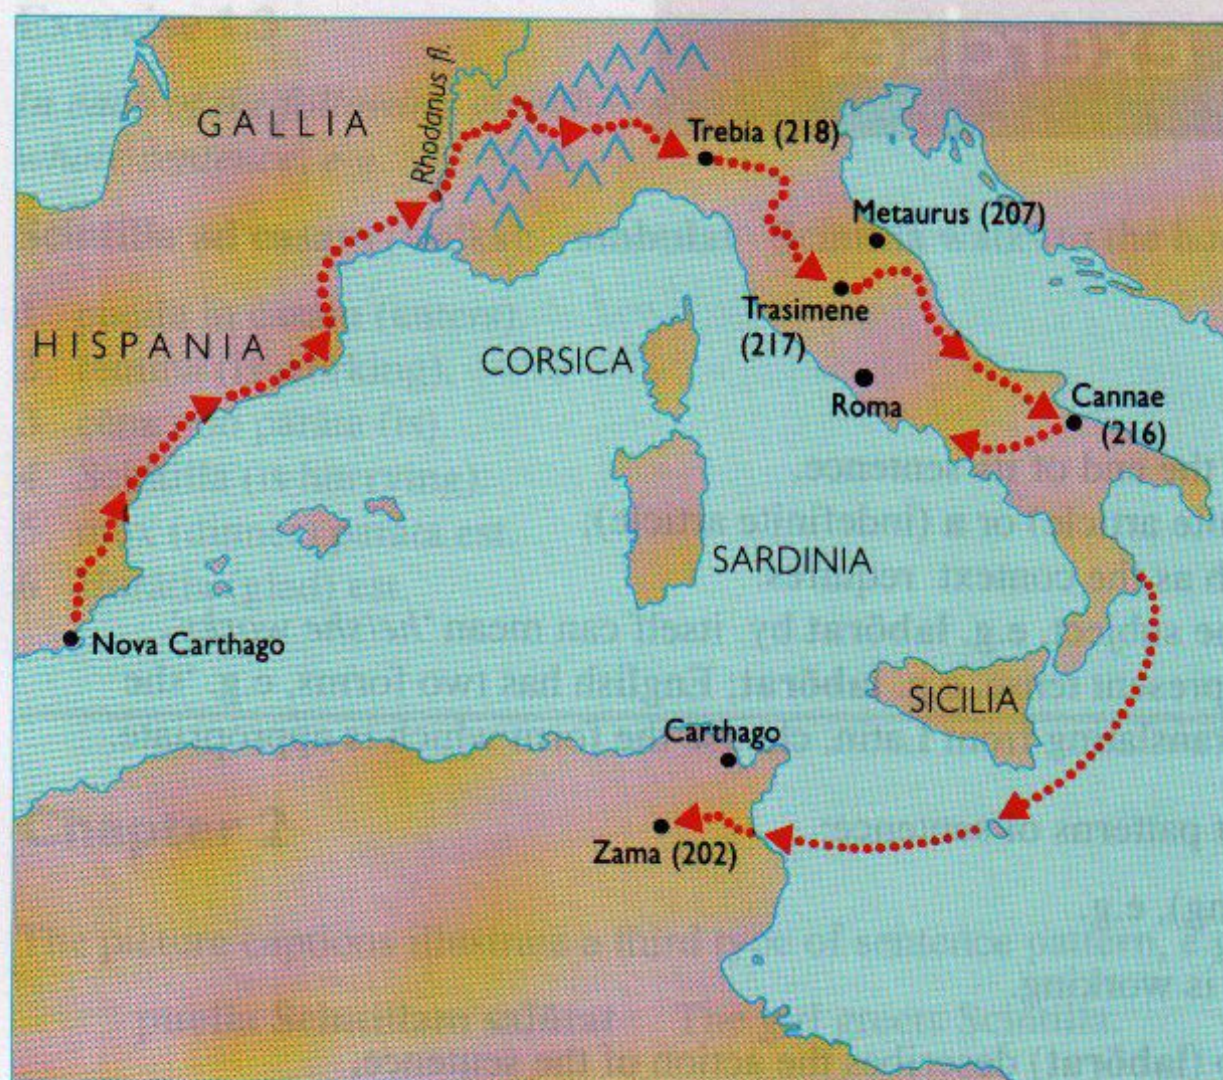 GALLIA
Rhodanus fl.
Trebia (218)
Metaurus (207)
HISPANIA
CORSICA
Trasimene
(217)
Roma
Cannae
(216)
SARDINIA
Nova Carthago
SICILIA
Carthago
Zama (202)